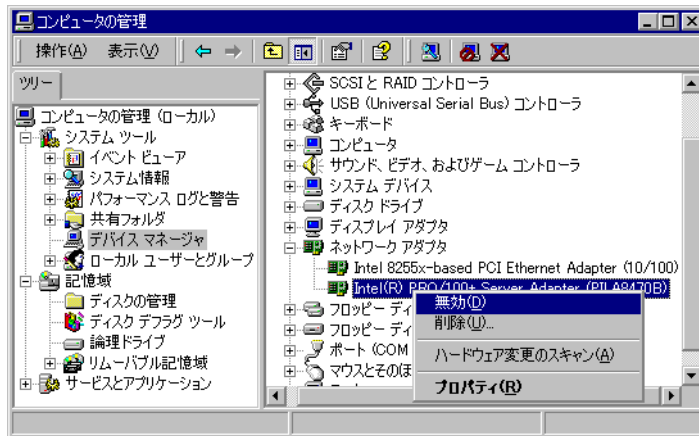 コンピュータの管理
操作(A) 表示(V)
ツリー
コンピュータの管理 (ローカル)
システム ツール
イベント ビューア
システム情報
パフォーマンス ログと警告
共有フォルダ
デバイス マネージャ
ローカル ユーザーとグループ
記憶域
ディスクの管理
ディスク デフラグ ツール
論理ドライブ
リムーバブル記憶域
サービスとアプリケーション
SCSI と RAID コントローラ
USB (Universal Serial Bus) コントローラ
キーボード
コンピュータ
サウンド、ビデオ、およびゲーム コントローラ
システム デバイス
ディスク ドライブ
ディスプレイ アダプタ
ネットワーク アダプタ
Intel 8255x-based PCI Ethernet Adapter (10/100)
Intel(R) PRO/100+ Server Adapter (PILA8470B)
フロッピー ディ
フロッピー ディ
ポート (COM
マウスとそのほ
無効(D)
削除(U)...
ハードウェア変更のスキャン(A)
プロパティ(R)